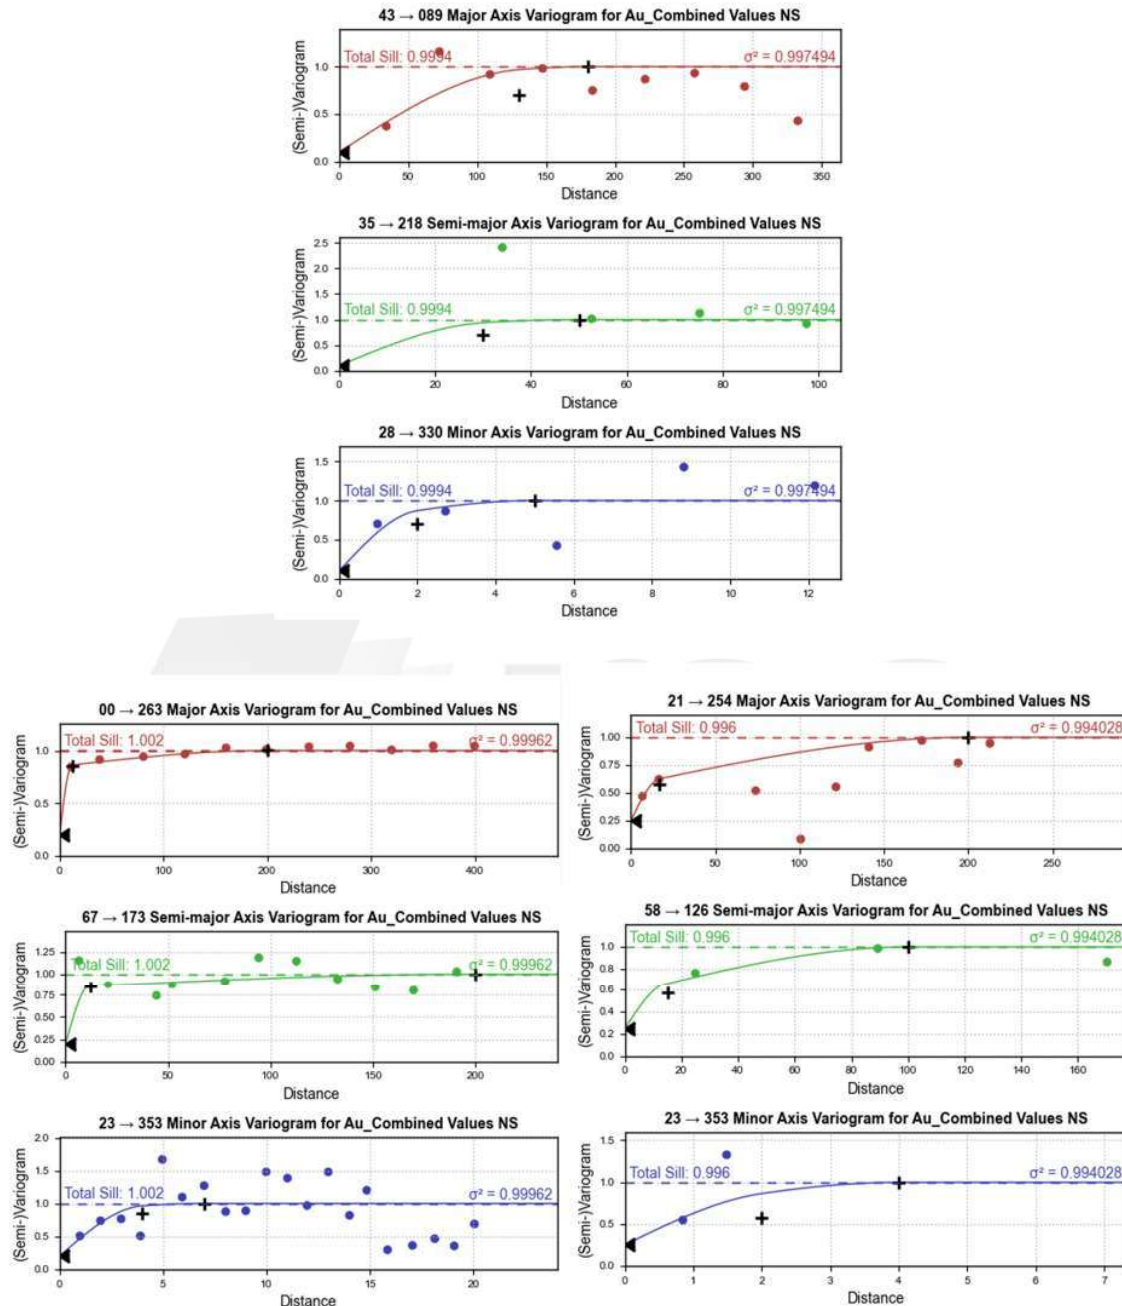 43 → 089 Major Axis Variogram for Au_Combined Values NS
Total Sill: 0.9994
σ² = 0.997494
1.0
0.5
0.0
(Semi-)Variogram
0 50 100 150 200 250 300 350
Distance
35 → 218 Semi-major Axis Variogram for Au_Combined Values NS
2.5
2.0
1.5
Total Sill: 0.9994
σ² = 0.997494
1.0
0.5
0.0
(Semi-)Variogram
0 20 40 60 80 100
Distance
28 → 330 Minor Axis Variogram for Au_Combined Values NS
1.5
Total Sill: 0.9994
σ² = 0.997494
1.0
0.5
0.0
(Semi-)Variogram
0 2 4 6 8 10 12
Distance
00 → 263 Major Axis Variogram for Au_Combined Values NS
Total Sill: 1.002
σ² = 0.99962
1.0
0.5
0.0
(Semi-)Variogram
0 100 200 300 400
Distance
21 → 254 Major Axis Variogram for Au_Combined Values NS
Total Sill: 0.996
σ² = 0.994028
1.00
0.75
0.50
0.25
0.00
(Semi-)Variogram
0 50 100 150 200 250
Distance
67 → 173 Semi-major Axis Variogram for Au_Combined Values NS
1.25
Total Sill: 1.002
σ² = 0.99962
1.00
0.75
0.50
0.25
0.00
(Semi-)Variogram
0 50 100 150 200
Distance
58 → 126 Semi-major Axis Variogram for Au_Combined Values NS
Total Sill: 0.996
σ² = 0.994028
1.0
0.8
0.6
0.4
0.2
0.0
(Semi-)Variogram
0 20 40 60 80 100 120 140 160
Distance
23 → 353 Minor Axis Variogram for Au_Combined Values NS
2.0
1.5
Total Sill: 1.002
σ² = 0.99962
1.0
0.5
0.0
(Semi-)Variogram
0 5 10 15 20
Distance
23 → 353 Minor Axis Variogram for Au_Combined Values NS
1.5
Total Sill: 0.996
σ² = 0.994028
1.0
0.5
0.0
(Semi-)Variogram
0 1 2 3 4 5 6 7
Distance